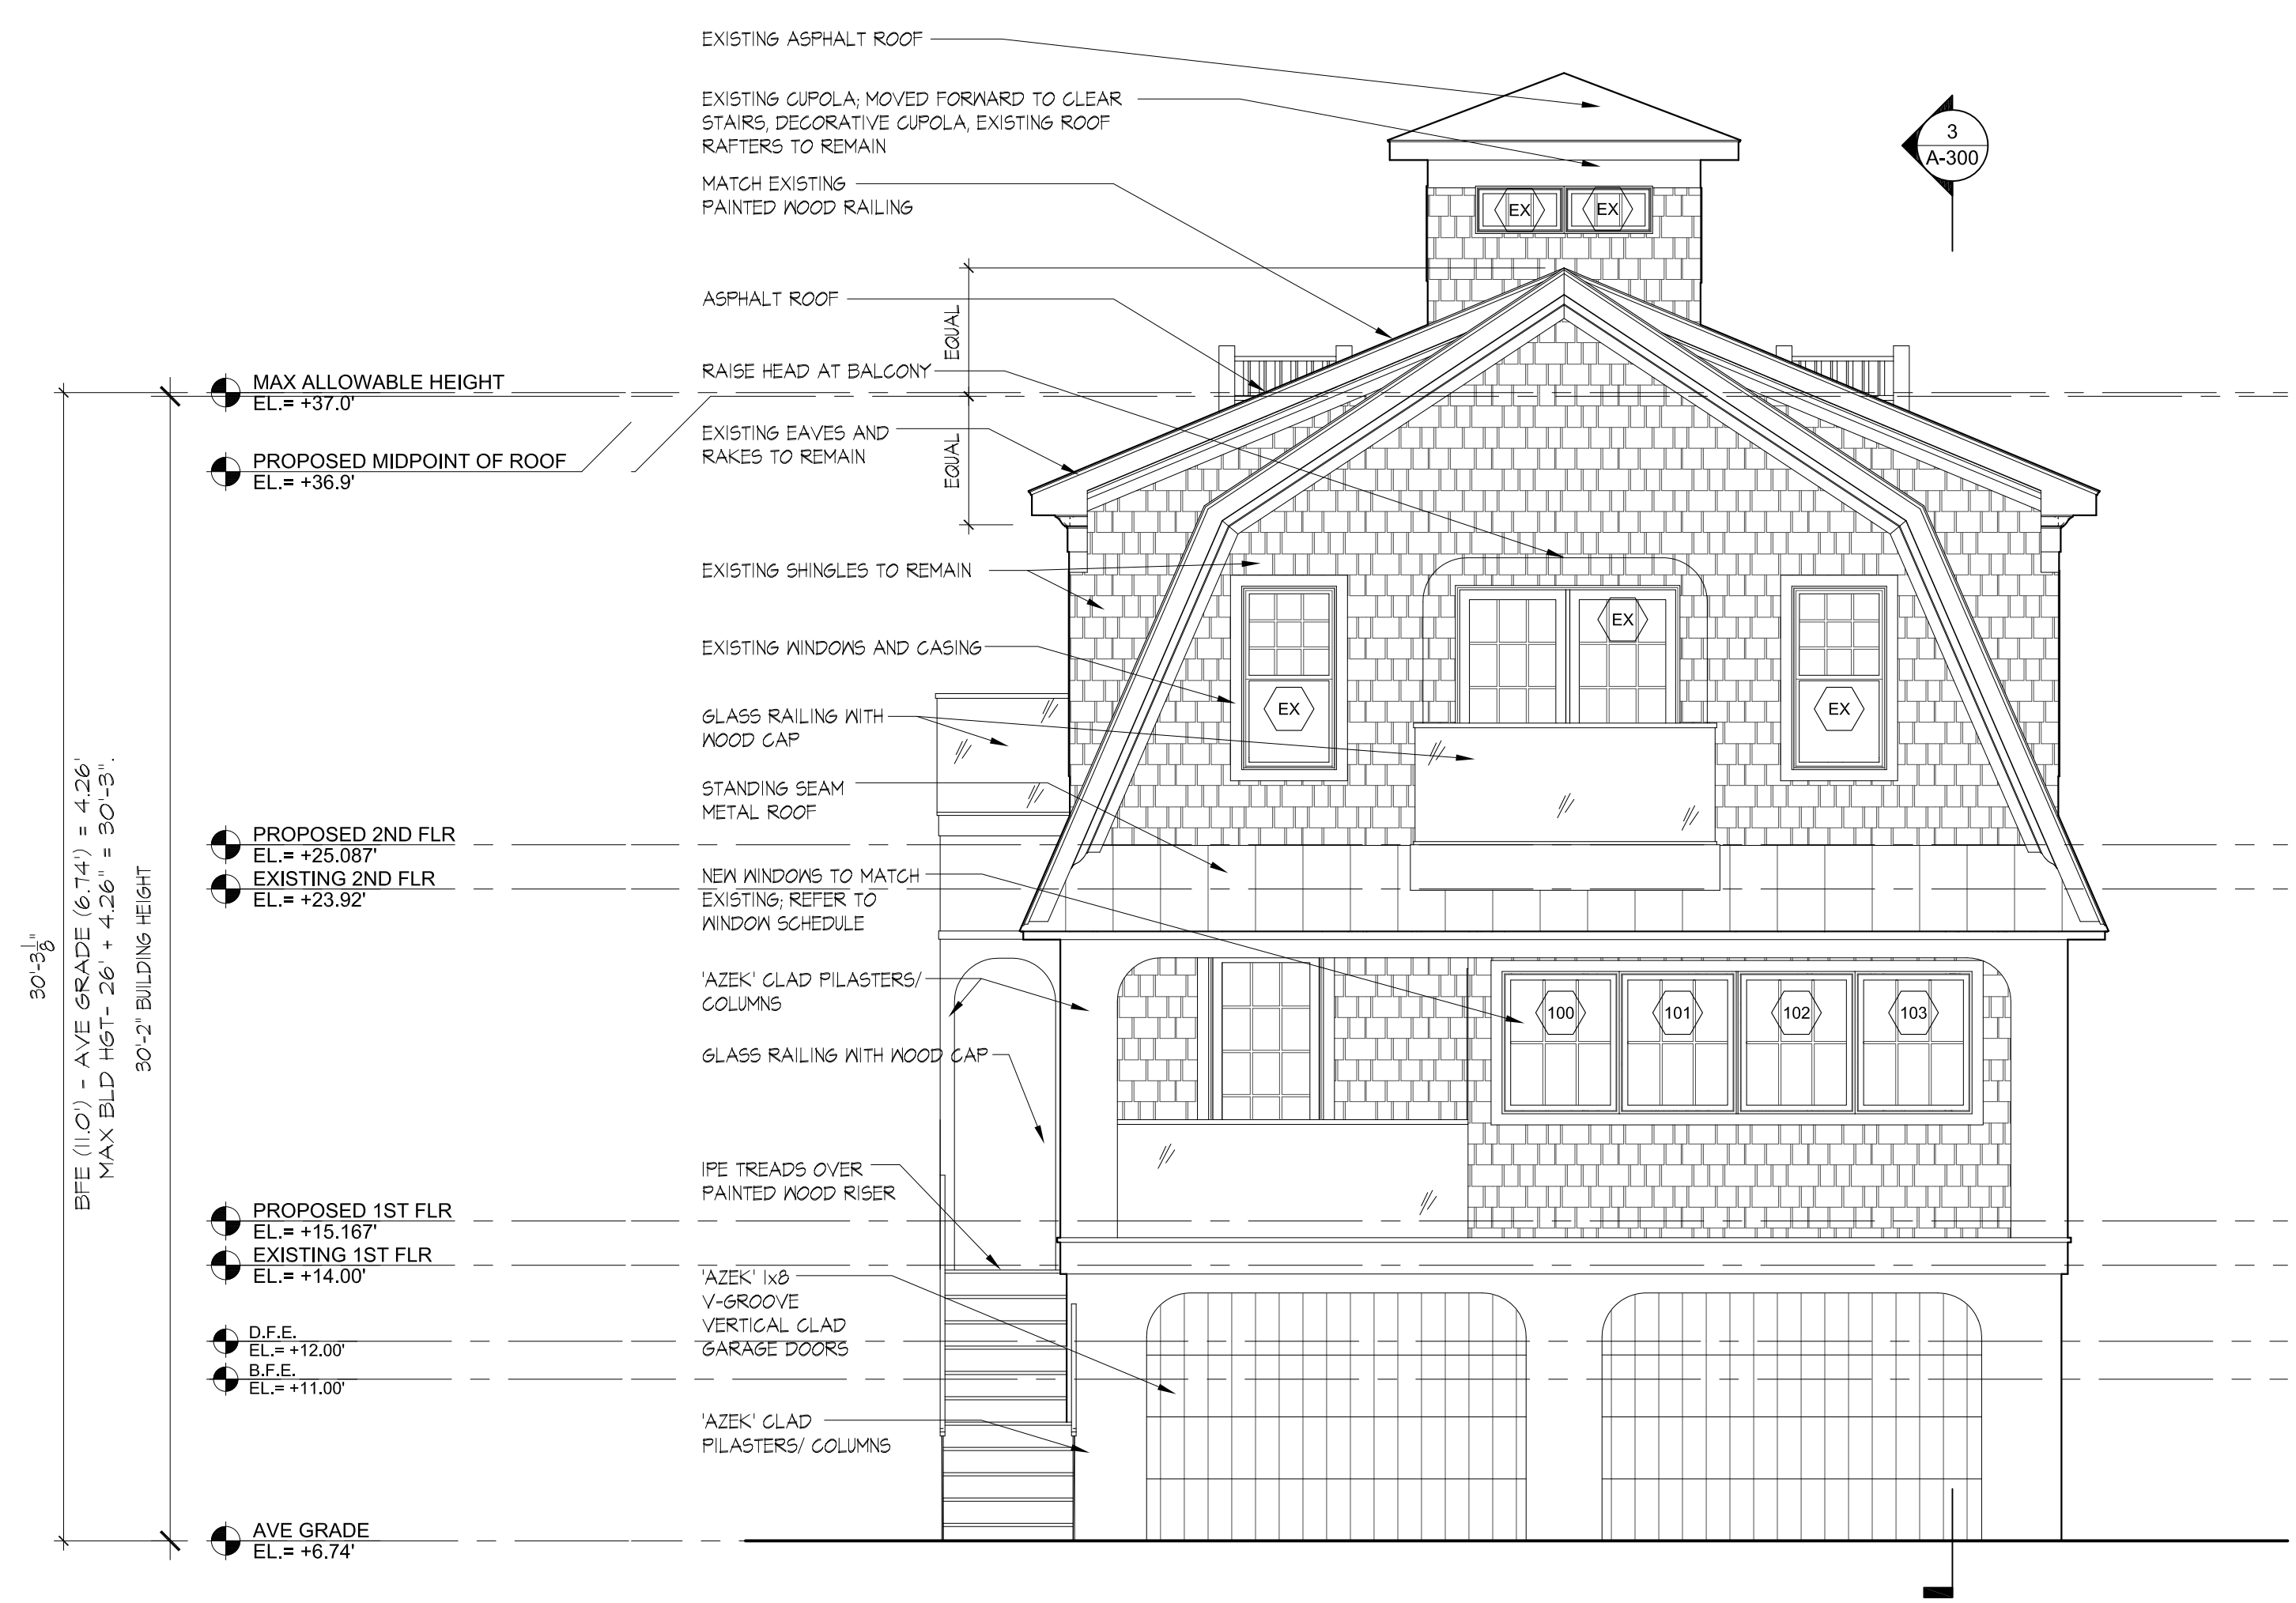 EXISTING ASPHALT ROOF
EXISTING CUPOLA; MOVED FORWARD TO CLEAR
STAIRS, DECORATIVE CUPOLA, EXISTING ROOF
RAFTERS TO REMAIN
MATCH EXISTING
PAINTED WOOD RAILING
ASPHALT ROOF
RAISE HEAD AT BALCONY
EXISTING EAVES AND
RAKES TO REMAIN
EXISTING SHINGLES TO REMAIN
EXISTING WINDOWS AND CASING
GLASS RAILING WITH
WOOD CAP
STANDING SEAM
METAL ROOF
NEW WINDOWS TO MATCH
EXISTING; REFER TO
WINDOW SCHEDULE
'AZEK' CLAD PILASTERS/
COLUMNS
GLASS RAILING WITH WOOD CAP
IPE TREADS OVER
PAINTED WOOD RISER
'AZEK' 1x8
V-GROOVE
VERTICAL CLAD
GARAGE DOORS
'AZEK' CLAD
PILASTERS/ COLUMNS
MAX ALLOWABLE HEIGHT
EL.= +37.0'
PROPOSED MIDPOINT OF ROOF
EL.= +36.9'
PROPOSED 2ND FLR
EL.= +25.087'
EXISTING 2ND FLR
EL.= +23.92'
PROPOSED 1ST FLR
EL.= +15.167'
EXISTING 1ST FLR
EL.= +14.00'
D.F.E.
EL.= +12.00'
B.F.E.
EL.= +11.00'
AVE GRADE
EL.= +6.74'
30'-3 1/8"
BFE (11.0') - AVE GRADE (6.74') = 4.26'
MAX BLD HGT- 26' + 4.26" = 30'-3".
30'-2" BUILDING HEIGHT
EQUAL
EQUAL
3
A-300
EX
EX
EX
EX
EX
100
101
102
103